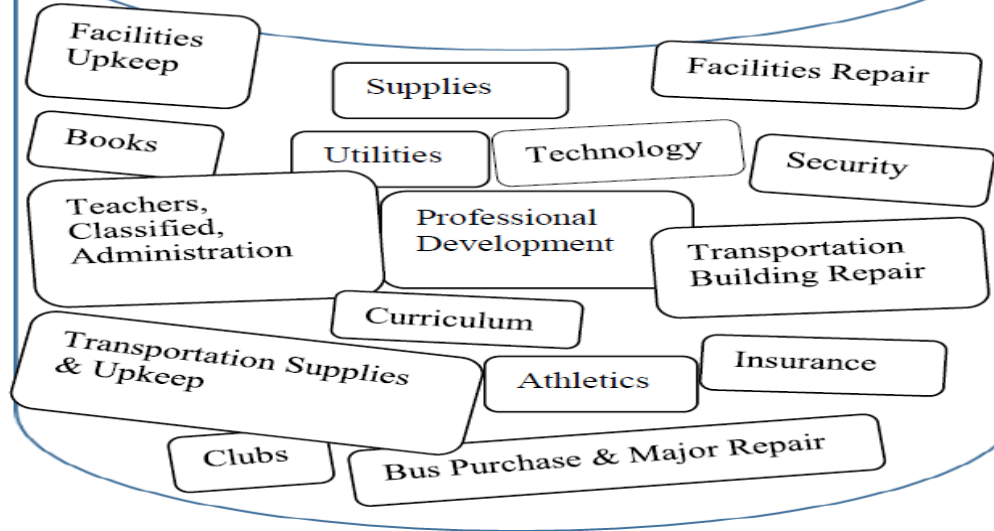 Facilities
Upkeep
Supplies
Facilities Repair
Books
Utilities
Technology
Security
Teachers,
Classified,
Administration
Professional
Development
Transportation
Building Repair
Curriculum
Transportation Supplies
& Upkeep
Athletics
Insurance
Clubs
Bus Purchase & Major Repair